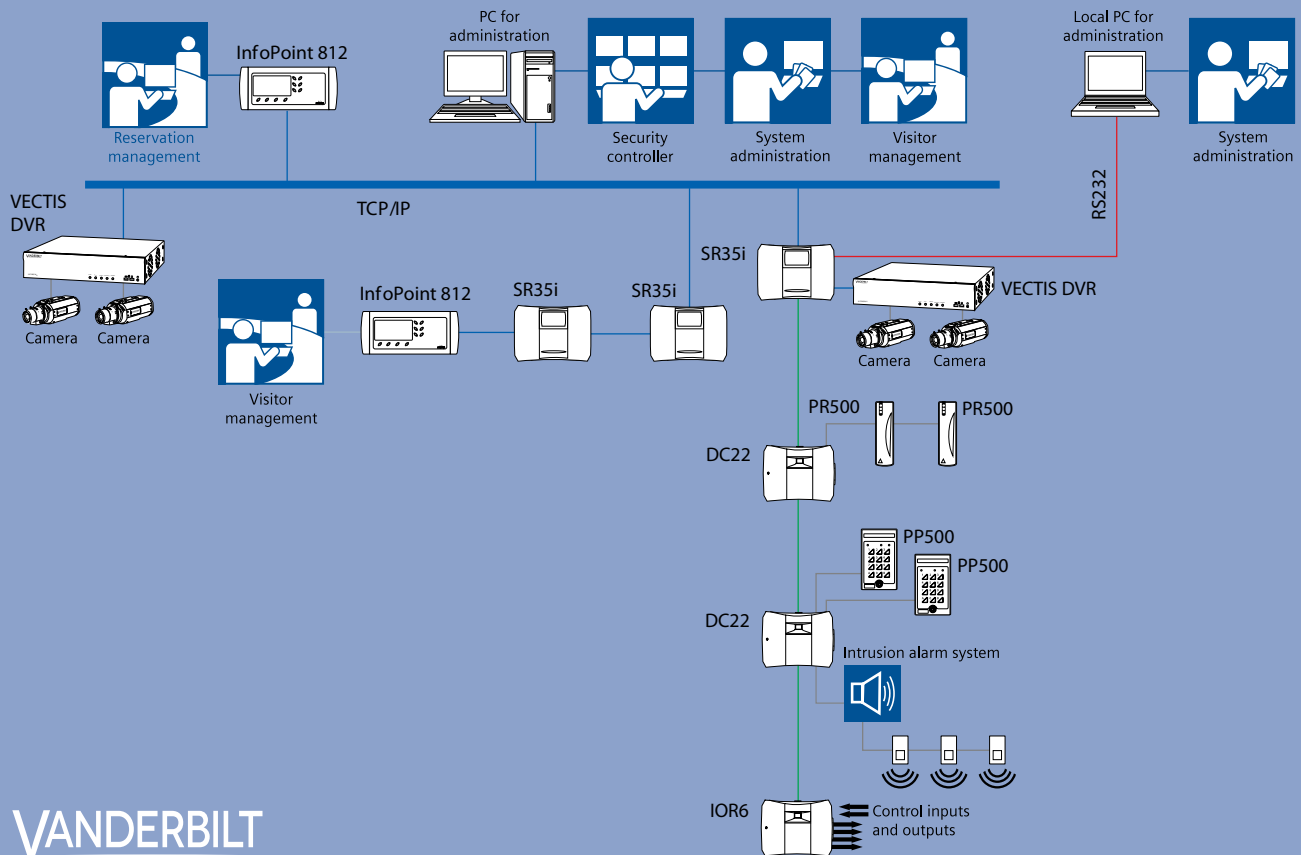 PC for
administration
Local PC for
administration
InfoPoint 812
Reservation
management
Security
controller
System
administration
Visitor
management
System
administration
VECTIS
DVR
TCP/IP
RS232
SR35i
InfoPoint 812
SR35i
SR35i
VECTIS DVR
Camera
Camera
Camera
Camera
Visitor
management
PR500
PR500
DC22
PP500
PP500
DC22
Intrusion alarm system
IOR6
Control inputs
and outputs
VANDERBILT